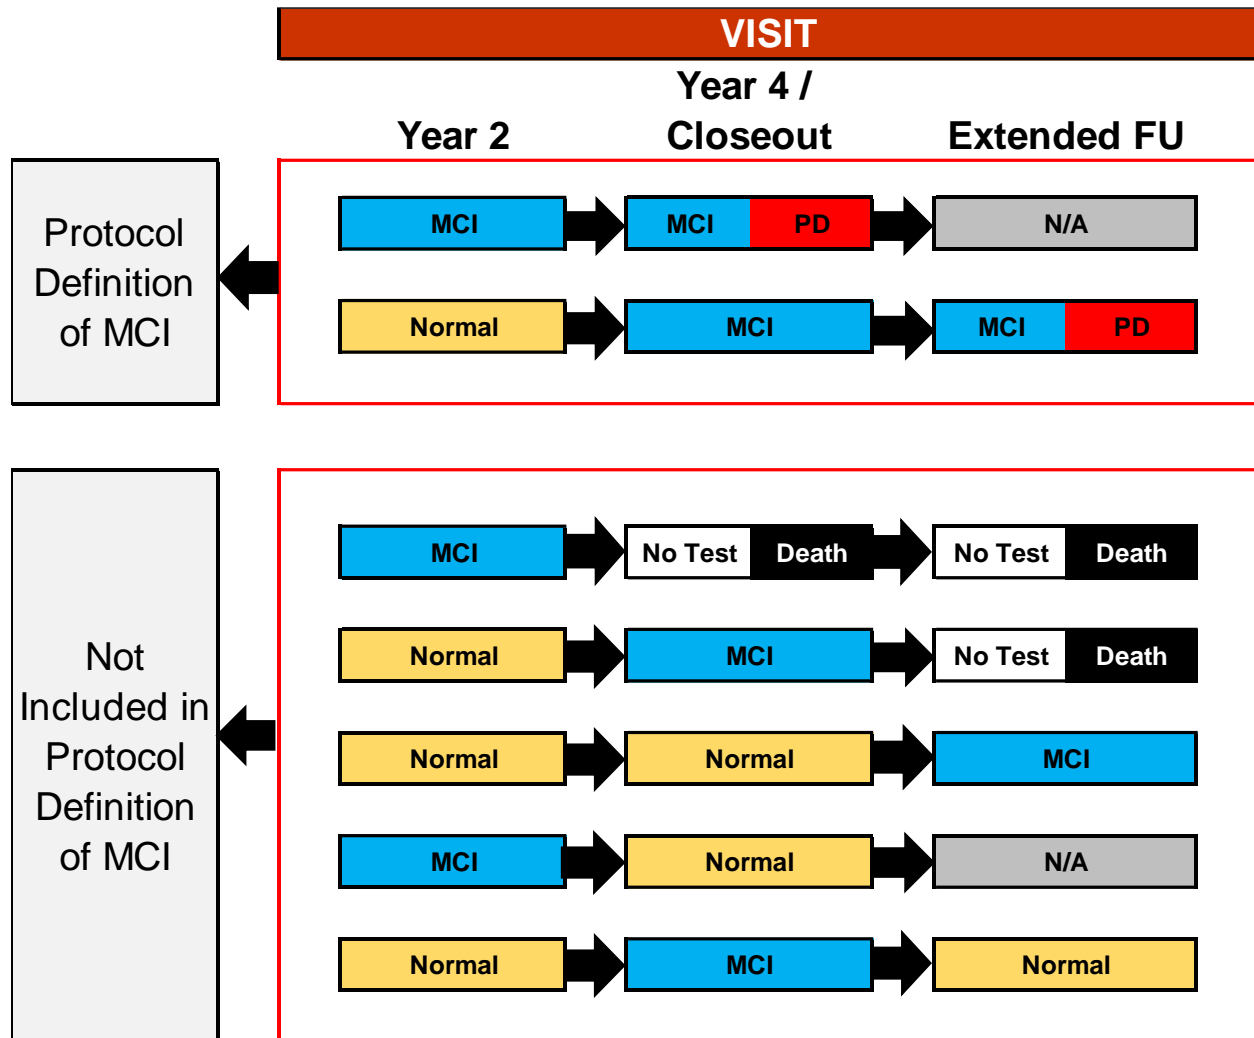 VISIT
Year 2
Year 4 /
Closeout
Extended FU
Protocol
Definition
of MCI
MCI
MCI
PD
N/A
Normal
MCI
MCI
PD
Not
Included in
Protocol
Definition
of MCI
MCI
No Test
Death
No Test
Death
Normal
MCI
No Test
Death
Normal
Normal
MCI
MCI
Normal
N/A
Normal
MCI
Normal